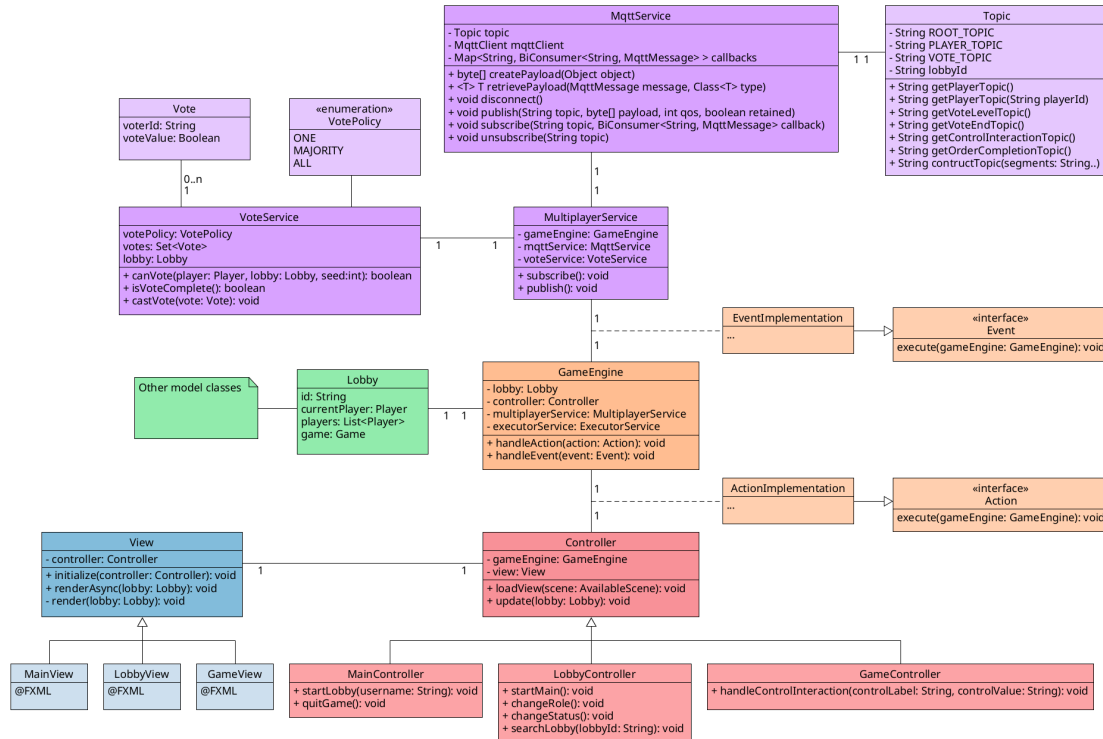 MqttService
- Topic topic
- MqttClient mqttClient
- Map<String, BiConsumer<String, MqttMessage> > callbacks
+ byte[] createPayload(Object object)
+ <T> T retrievePayload(MqttMessage message, Class<T> type)
+ void disconnect()
+ void publish(String topic, byte[] payload, int qos, boolean retained)
+ void subscribe(String topic, BiConsumer<String, MqttMessage> callback)
+ void unsubscribe(String topic)
1 1
Topic
- String ROOT_TOPIC
- String PLAYER_TOPIC
- String VOTE_TOPIC
- String lobbyId
+ String getPlayerTopic()
+ String getPlayerTopic(String playerId)
+ String getVoteLevelTopic()
+ String getVoteEndTopic()
+ String getControlInteractionTopic()
+ String getOrderCompletionTopic()
+ String contructTopic(segments: String..)
Vote
voterId: String
voteValue: Boolean
«enumeration»
VotePolicy
ONE
MAJORITY
ALL
0..n
1
1
1
VoteService
votePolicy: VotePolicy
votes: Set<Vote>
lobby: Lobby
+ canVote(player: Player, lobby: Lobby, seed:int): boolean
+ isVoteComplete(): boolean
+ castVote(vote: Vote): void
1
1
MultiplayerService
- gameEngine: GameEngine
- mqttService: MqttService
- voteService: VoteService
+ subscribe(): void
+ publish(): void
1
1
EventImplementation
...
«interface»
Event
execute(gameEngine: GameEngine): void
Other model classes
Lobby
id: String
currentPlayer: Player
players: List<Player>
game: Game
1
1
GameEngine
- lobby: Lobby
- controller: Controller
- multiplayerService: MultiplayerService
- executorService: ExecutorService
+ handleAction(action: Action): void
+ handleEvent(event: Event): void
1
1
ActionImplementation
...
«interface»
Action
execute(gameEngine: GameEngine): void
View
- controller: Controller
+ initialize(controller: Controller): void
+ renderAsync(lobby: Lobby): void
- render(lobby: Lobby): void
1
1
Controller
- gameEngine: GameEngine
- view: View
+ loadView(scene: AvailableScene): void
+ update(lobby: Lobby): void
MainView
@FXML
LobbyView
@FXML
GameView
@FXML
MainController
+ startLobby(username: String): void
+ quitGame(): void
LobbyController
+ startMain(): void
+ changeRole(): void
+ changeStatus(): void
+ searchLobby(lobbyId: String): void
GameController
+ handleControlInteraction(controlLabel: String, controlValue: String): void